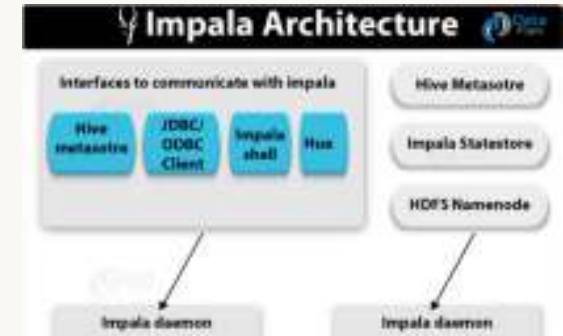 Impala Architecture
Data
Interfaces to communicate with impala
Hive
metasotre
JDBC/
ODBC
Client
Impala
shell
Hue
Hive Metasotre
Impala Statestore
HDFS Namenode
Impala daemon
Impala daemon